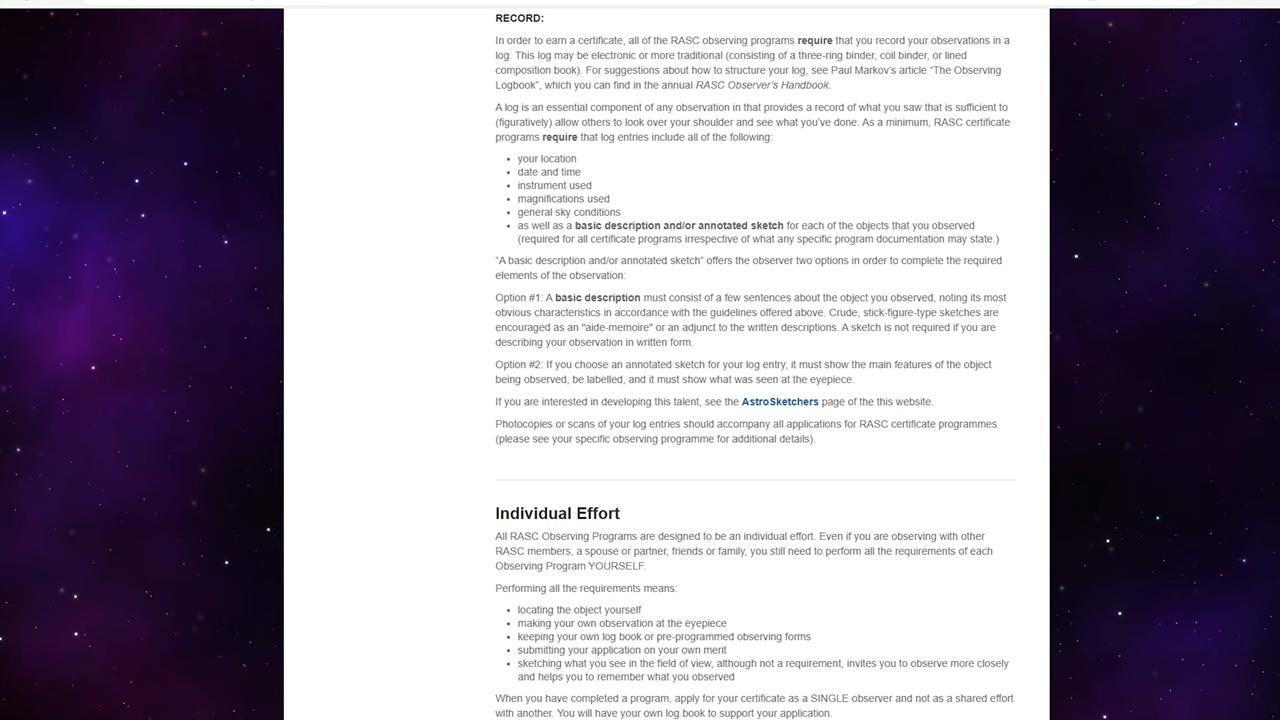 RECORD:
In order to earn a certificate, all of the RASC observing programs require that you record your observations in a
log. This log may be electronic or more traditional (consisting of a three-ring binder, coil binder, or lined
composition book). For suggestions about how to structure your log, see Paul Markov's article “The Observing
Logbook”, which you can find in the annual RASC Observer's Handbook.
A log is an essential component of any observation in that provides a record of what you saw that is sufficient to
(figuratively) allow others to look over your shoulder and see what you've done. As a minimum, RASC certificate
programs require that log entries include all of the following:
• your location
• date and time
• instrument used
• magnifications used
• general sky conditions
• as well as a basic description and/or annotated sketch for each of the objects that you observed
(required for all certificate programs irrespective of what any specific program documentation may state.)
“A basic description and/or annotated sketch” offers the observer two options in order to complete the required
elements of the observation:
Option #1: A basic description must consist of a few sentences about the object you observed, noting its most
obvious characteristics in accordance with the guidelines offered above. Crude, stick-figure-type sketches are
encouraged as an "aide-memoire" or an adjunct to the written descriptions. A sketch is not required if you are
describing your observation in written form.
Option #2: If you choose an annotated sketch for your log entry, it must show the main features of the object
being observed, be labelled, and it must show what was seen at the eyepiece.
If you are interested in developing this talent, see the AstroSketchers page of the this website.
Photocopies or scans of your log entries should accompany all applications for RASC certificate programmes
(please see your specific observing programme for additional details).
Individual Effort
All RASC Observing Programs are designed to be an individual effort. Even if you are observing with other
RASC members, a spouse or partner, friends or family, you still need to perform all the requirements of each
Observing Program YOURSELF.
Performing all the requirements means:
• locating the object yourself
• making your own observation at the eyepiece
• keeping your own log book or pre-programmed observing forms
• submitting your application on your own merit
• sketching what you see in the field of view, although not a requirement, invites you to observe more closely
and helps you to remember what you observed
When you have completed a program, apply for your certificate as a SINGLE observer and not as a shared effort
with another. You will have your own log book to support your application.